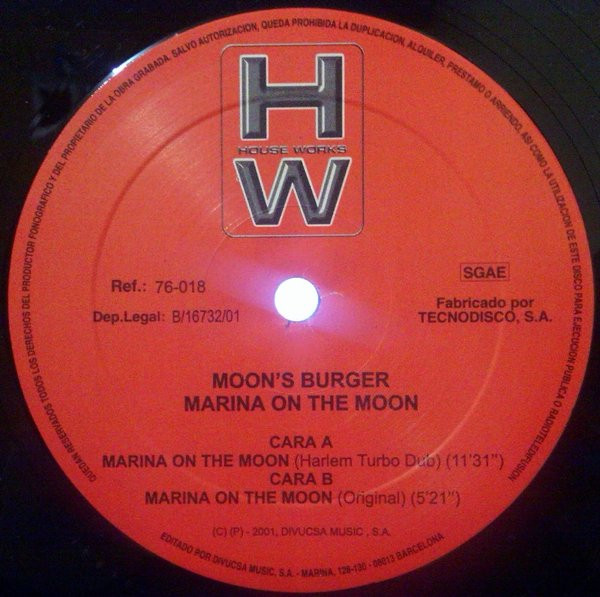 QUEDAN RESERVADOS TODOS LOS DERECHOS DEL PRODUCTOR FONOGRAFICO Y DEL PROPIETARIO DE LA OBRA GRABADA. SALVO AUTORIZACION, QUEDA PROHIBIDA LA DUPLICACION, ALQUILER, PRESTAMO O ARRIENDO, ASI COMO LA UTILIZACION DE ESTE DISCO PARA EJECUCION PUBLICA O RADIOTELEDIFUSION
H
HOUSE WORKS
W
Ref.: 76-018
SGAE
Dep.Legal: B/16732/01
Fabricado por
TECNODISCO, S.A.
MOON'S BURGER
MARINA ON THE MOON
CARA A
MARINA ON THE MOON (Harlem Turbo Dub) (11'31")
CARA B
MARINA ON THE MOON (Original) (5'21")
(C) (P) - 2001, DIVUCSA MUSIC , S.A.
EDITADO POR DIVUCSA MUSIC, S.A. - MARINA, 128-130 - 08013 BARCELONA